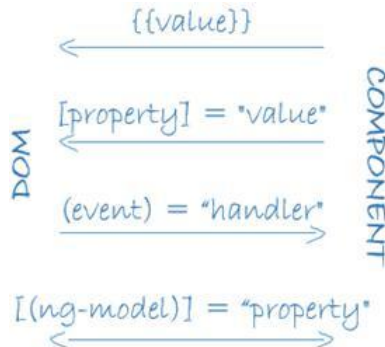 {{value}}
[property] = "value"
DOM
COMPONENT
(event) = "handler"
[(ng-model)] = "property"